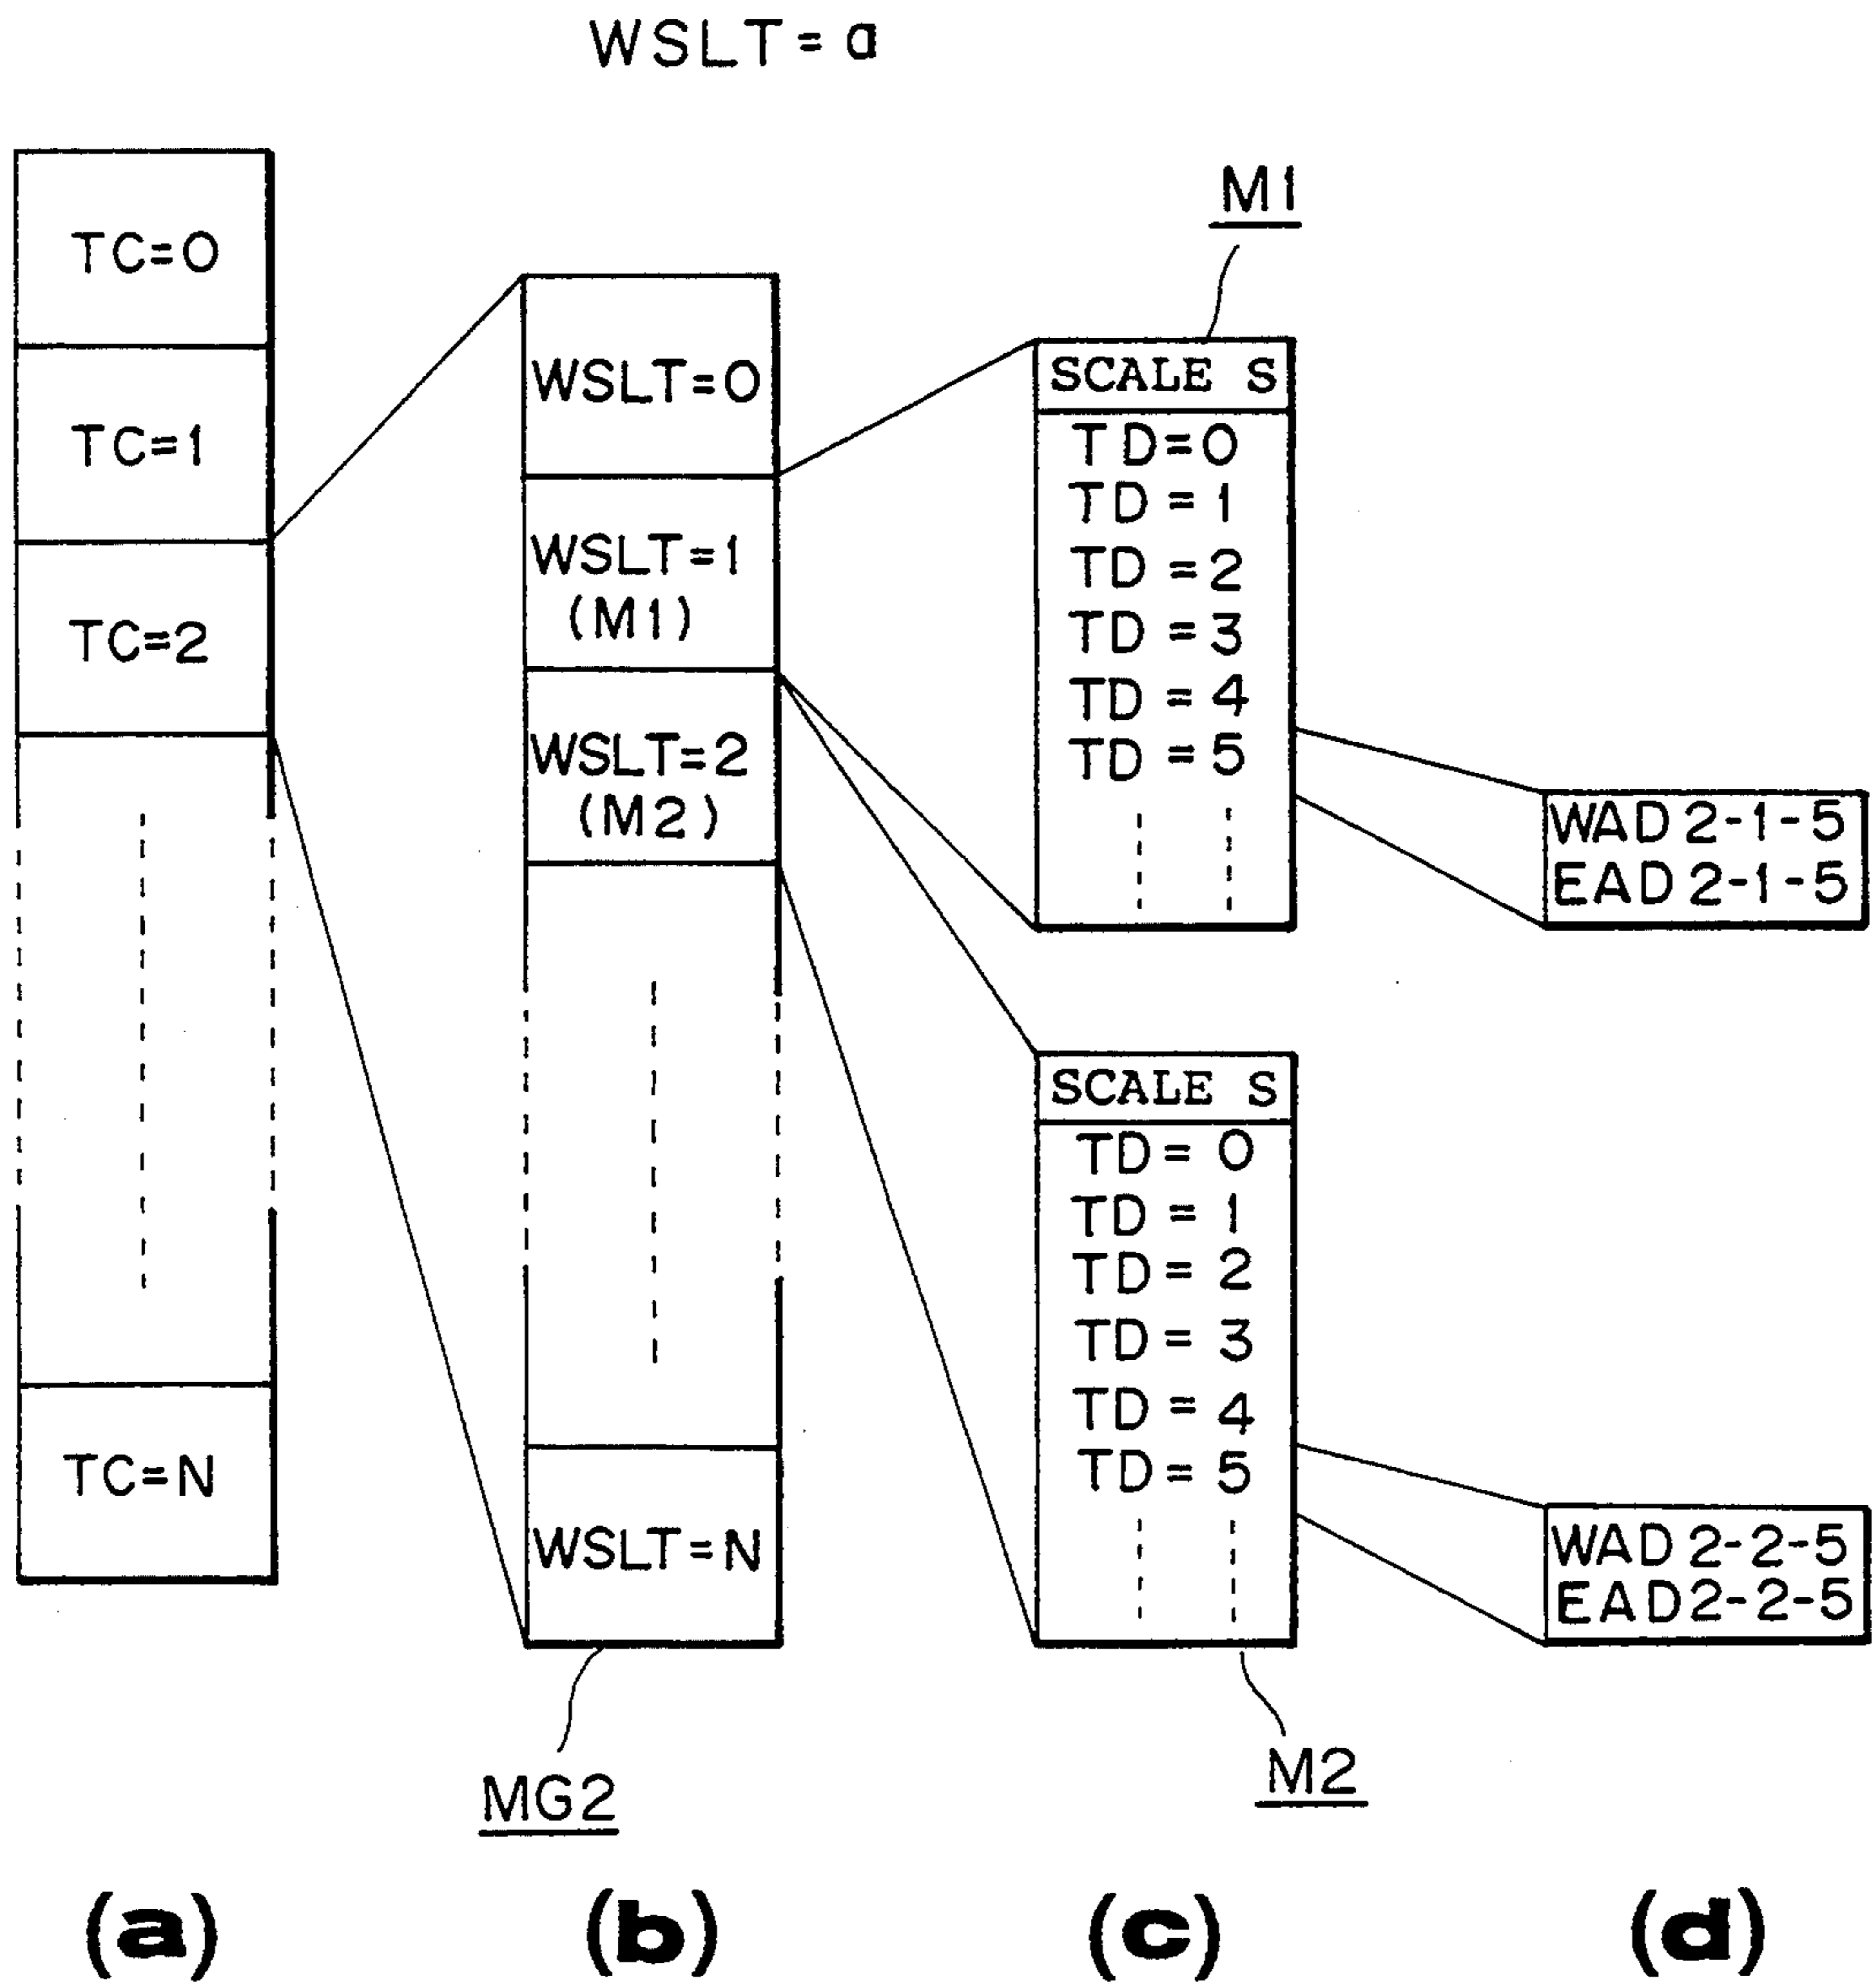 WSLT = a
TC=0
TC=1
TC=2
TC=N
WSLT=0
WSLT=1
(M1)
WSLT=2
(M2)
WSLT=N
MG2
M1
SCALE S
TD=0
TD=1
TD=2
TD=3
TD=4
TD=5
SCALE S
TD=0
TD=1
TD=2
TD=3
TD=4
TD=5
M2
WAD 2-1-5
EAD 2-1-5
WAD 2-2-5
EAD 2-2-5
(a)
(b)
(c)
(d)